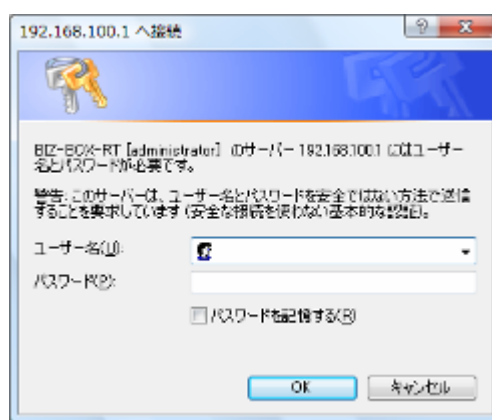 192.168.100.1 へ接続
BIZ-BOX-RT [administrator] のサーバー 192.168.100.1 にはユーザー
名とパスワードが必要です。
警告: このサーバーは、ユーザー名とパスワードを安全ではない方法で送信
することを要求しています (安全な接続を使わない基本的な認証)。
ユーザー名(U):
パスワード(P):
パスワードを記憶する(R)
OK
キャンセル